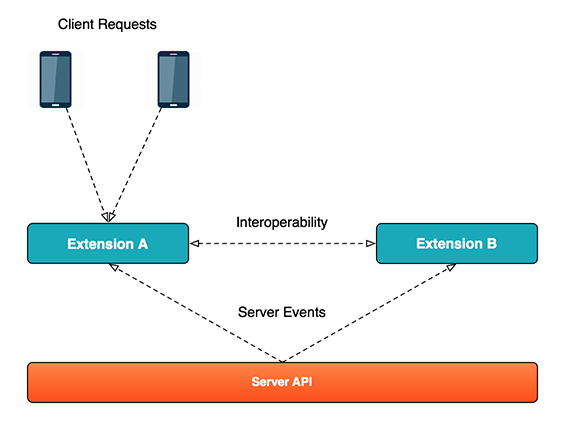 Client Requests
Extension A
Interoperability
Extension B
Server Events
Server API